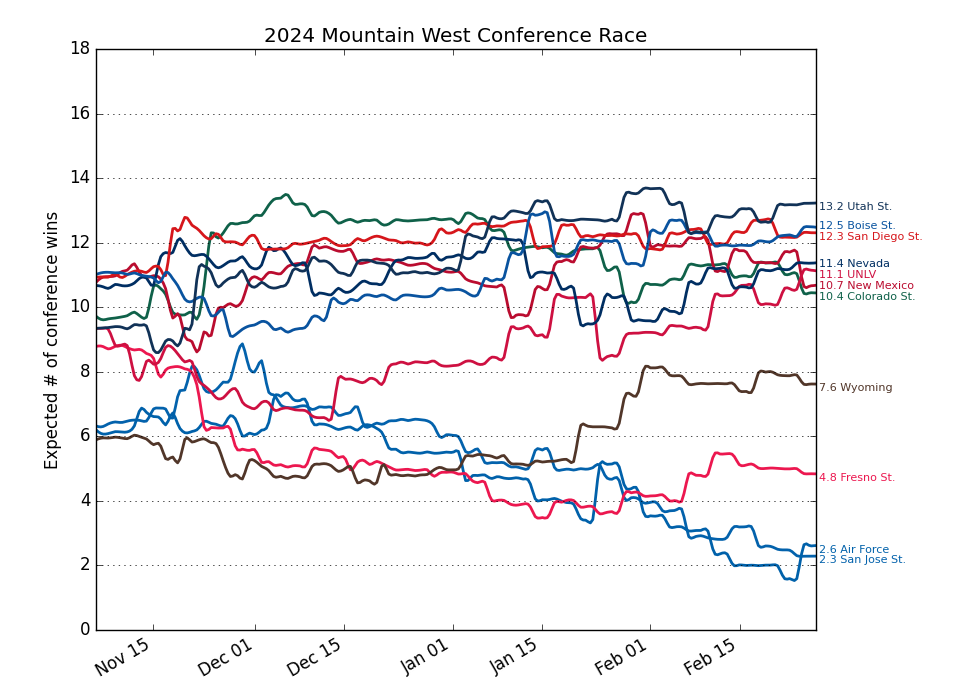 2024 Mountain West Conference Race
Expected # of conference wins
18
16
14
12
10
8
6
4
2
0
13.2 Utah St.
12.5 Boise St.
12.3 San Diego St.
11.4 Nevada
11.1 UNLV
10.7 New Mexico
10.4 Colorado St.
7.6 Wyoming
4.8 Fresno St.
2.6 Air Force
2.3 San Jose St.
Nov 15
Dec 01
Dec 15
Jan 01
Jan 15
Feb 01
Feb 15